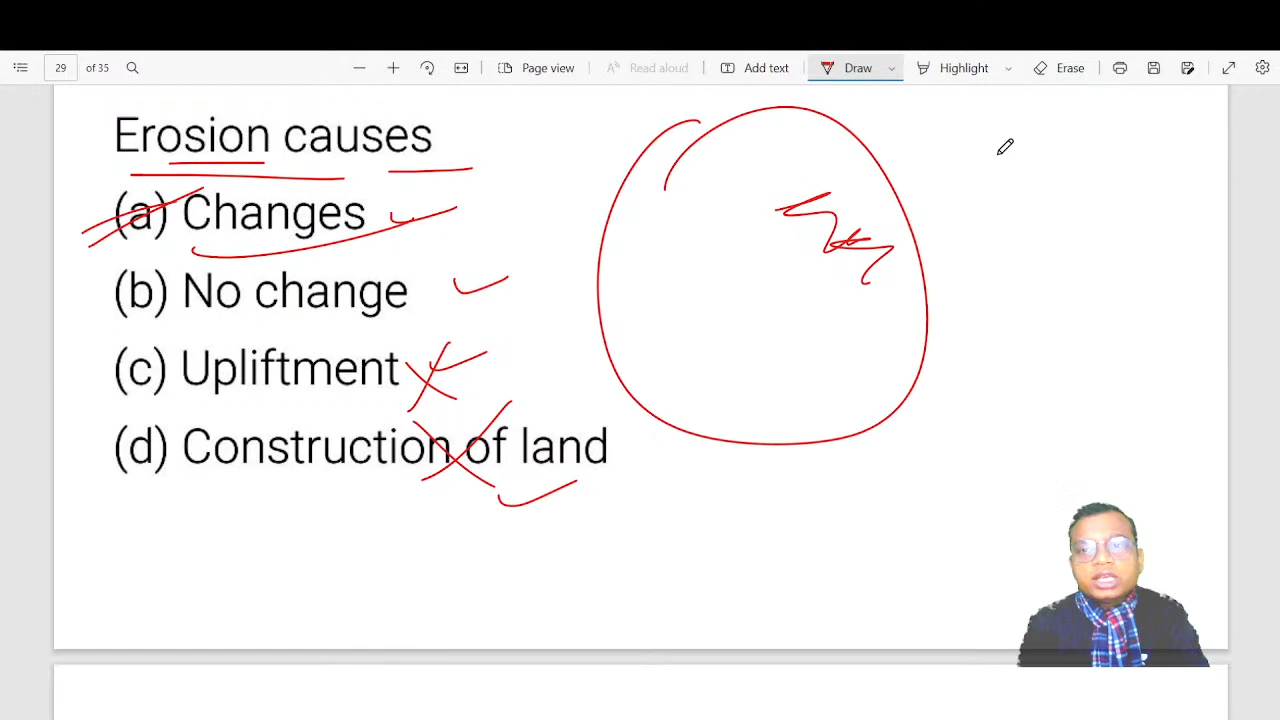 29 of 35 Page view Read aloud Add text Draw Highlight Erase
Erosion causes
(a) Changes
(b) No change
(c) Upliftment
(d) Construction of land